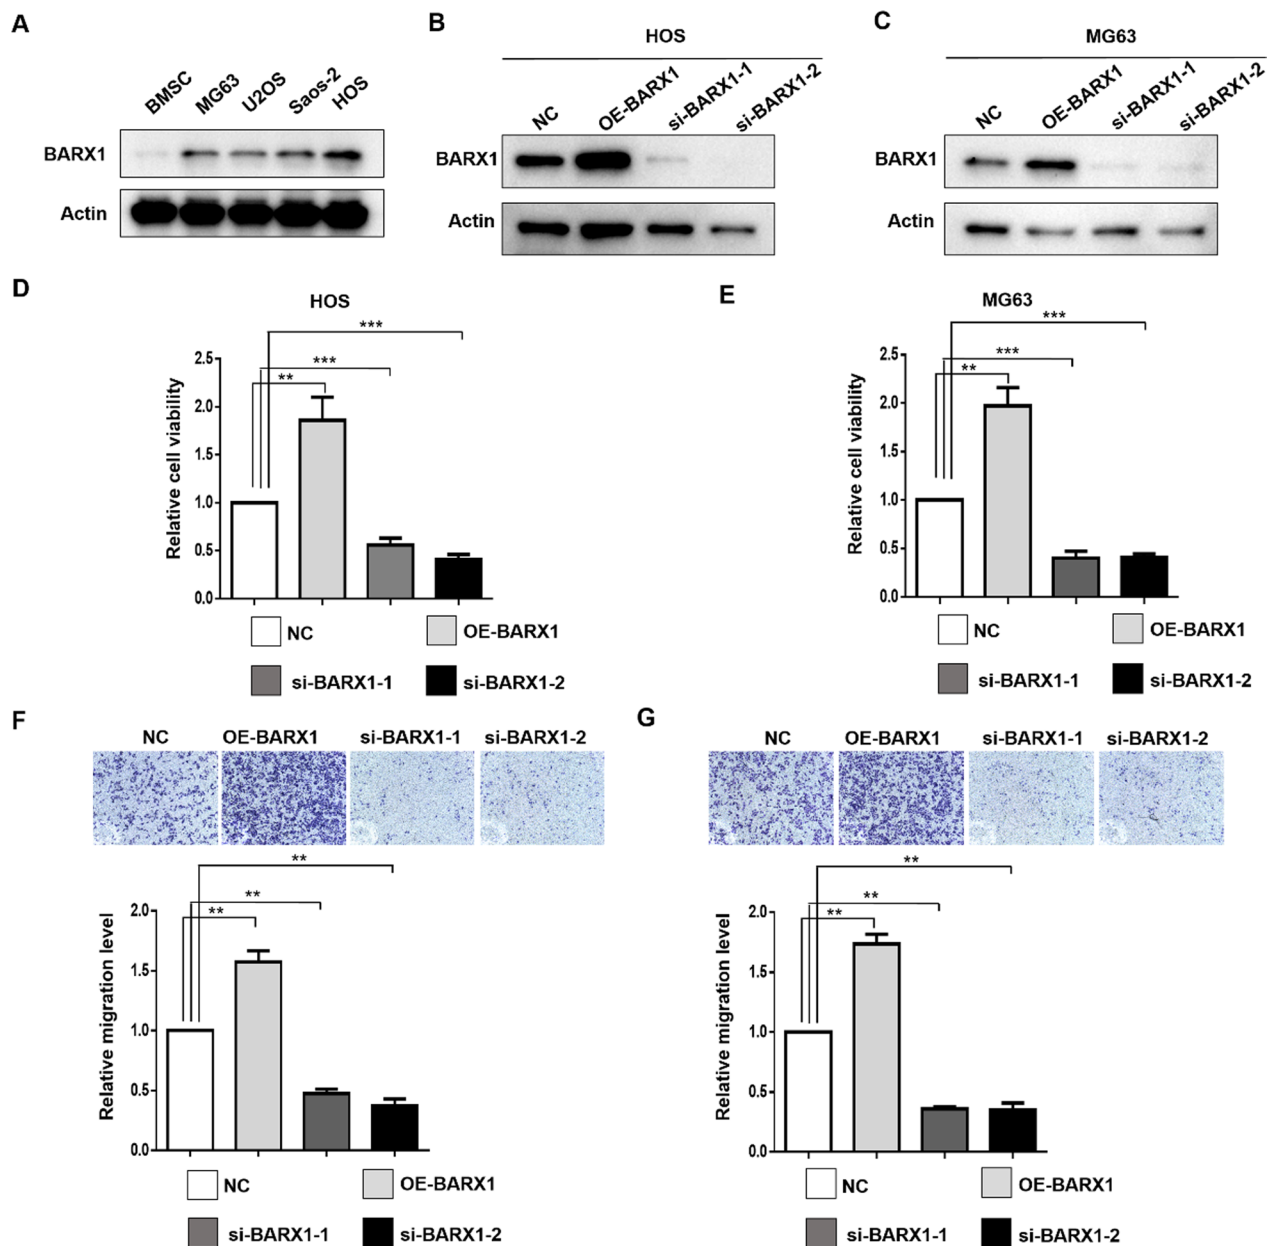 A
BMSC MG63 U2OS Saos-2 HOS
BARX1
Actin
B
HOS
NC OE-BARX1 si-BARX1-1 si-BARX1-2
BARX1
Actin
C
MG63
NC OE-BARX1 si-BARX1-1 si-BARX1-2
BARX1
Actin
D
HOS
***
***
**
Relative cell viability
2.5
2.0
1.5
1.0
0.5
0.0
NC OE-BARX1
si-BARX1-1 si-BARX1-2
E
MG63
***
***
**
Relative cell viability
2.5
2.0
1.5
1.0
0.5
0.0
NC OE-BARX1
si-BARX1-1 si-BARX1-2
F
NC OE-BARX1 si-BARX1-1 si-BARX1-2
**
**
**
Relative migration level
2.0
1.5
1.0
0.5
0.0
NC OE-BARX1
si-BARX1-1 si-BARX1-2
G
NC OE-BARX1 si-BARX1-1 si-BARX1-2
**
**
**
Relative migration level
2.0
1.5
1.0
0.5
0.0
NC OE-BARX1
si-BARX1-1 si-BARX1-2